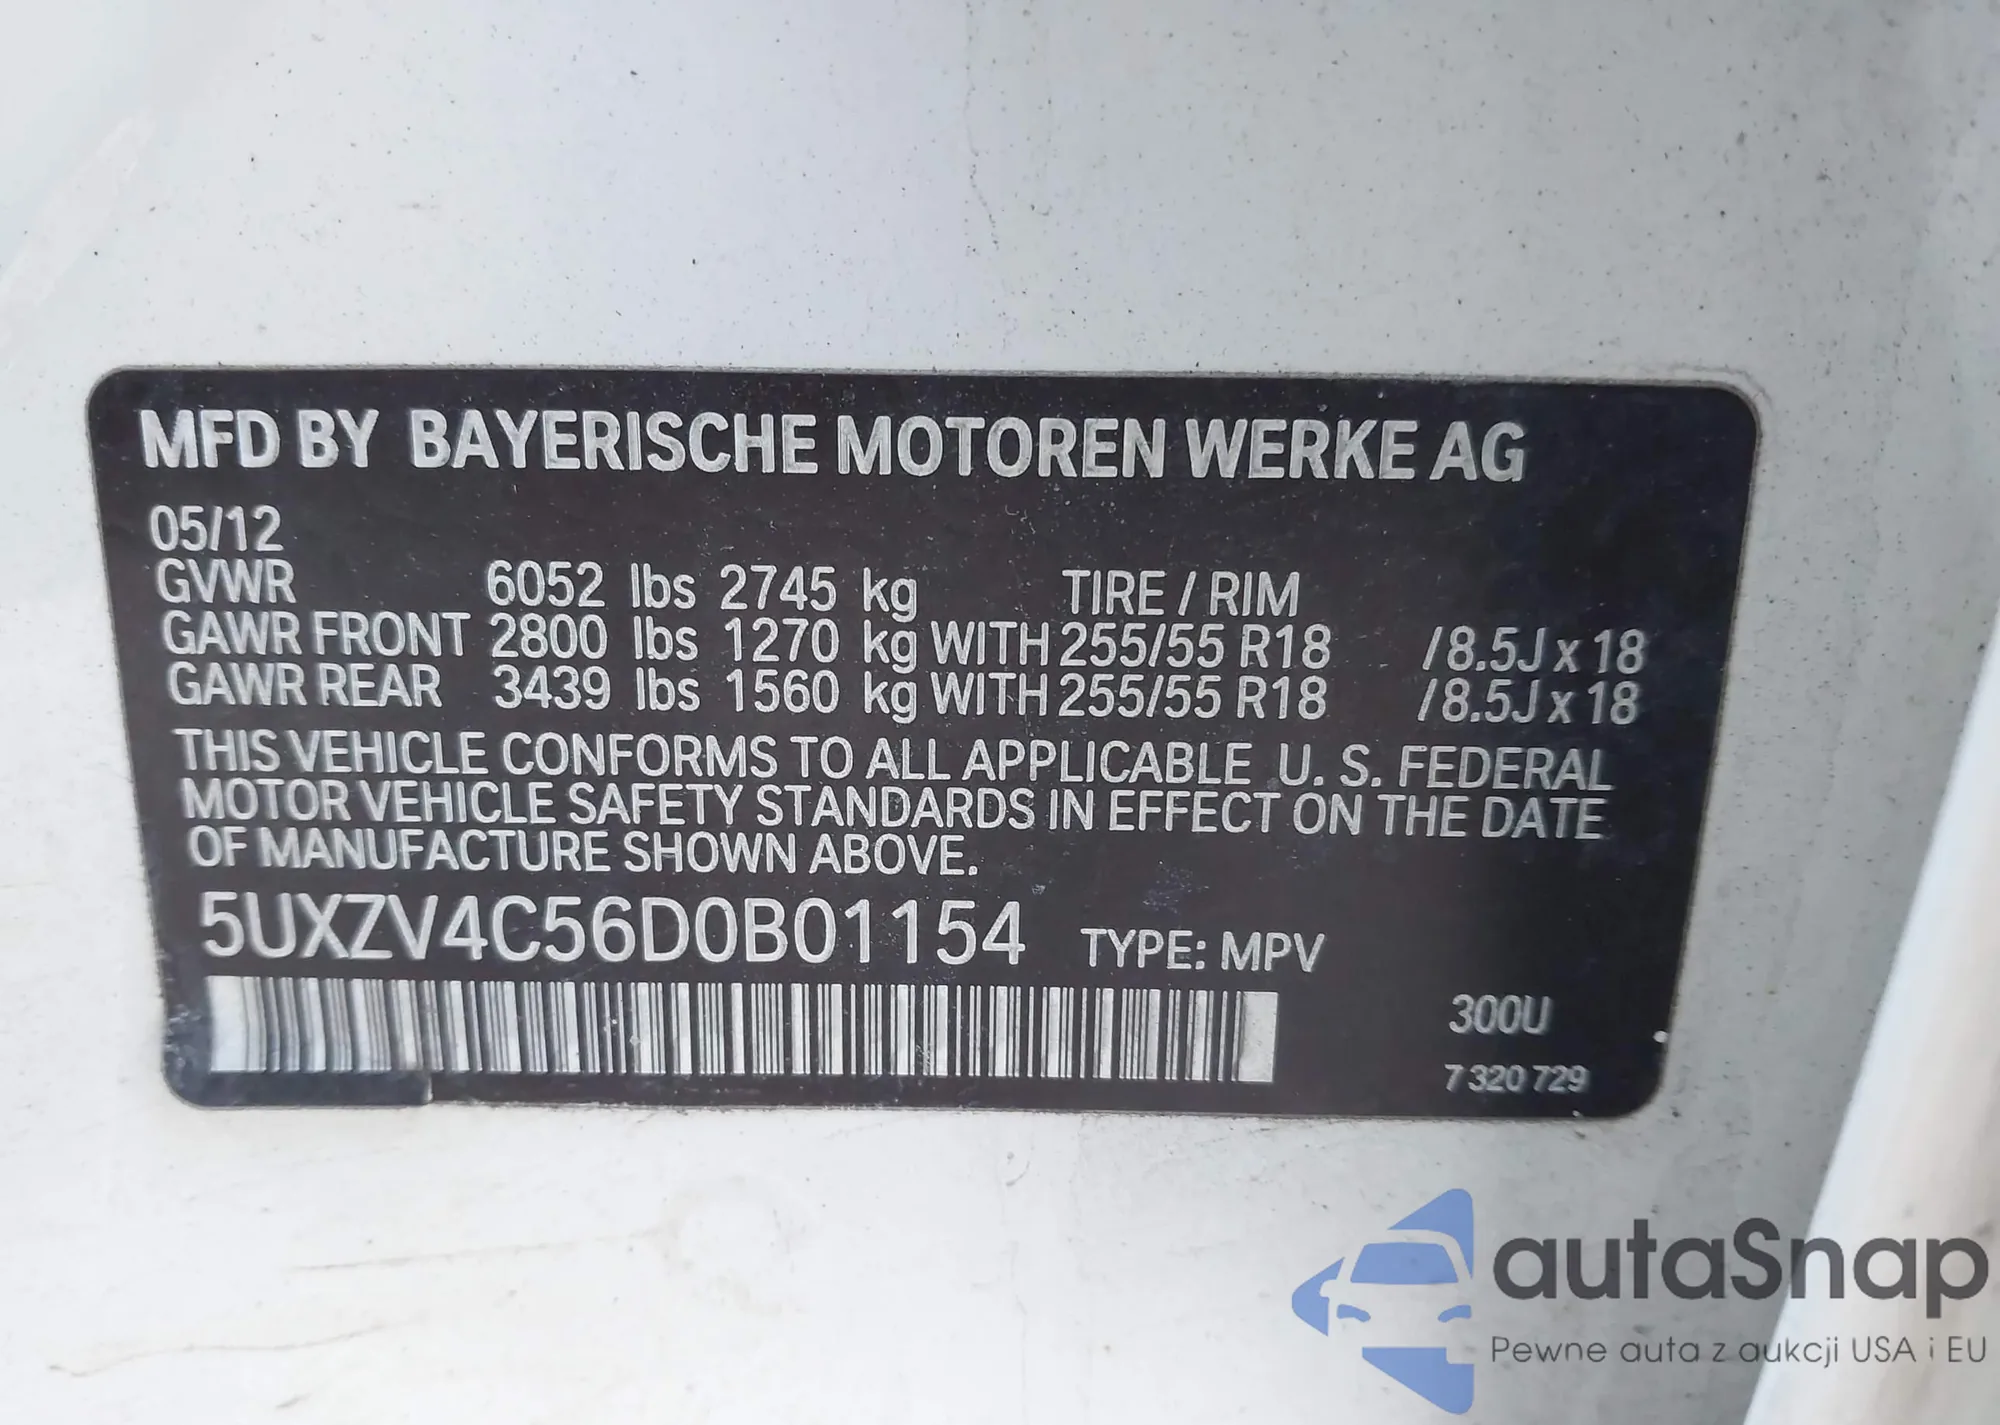 MFD BY BAYERISCHE MOTOREN WERKE AG
05/12
GVWR 6052 lbs 2745 kg TIRE / RIM
GAWR FRONT 2800 lbs 1270 kg WITH 255/55 R18 /8.5J x 18
GAWR REAR 3439 lbs 1560 kg WITH 255/55 R18 /8.5J x 18
THIS VEHICLE CONFORMS TO ALL APPLICABLE U. S. FEDERAL
MOTOR VEHICLE SAFETY STANDARDS IN EFFECT ON THE DATE
OF MANUFACTURE SHOWN ABOVE.
5UXZV4C56D0B01154 TYPE: MPV
300U
7 320 729
autaSnap
Pewne auta z aukcji USA i EU